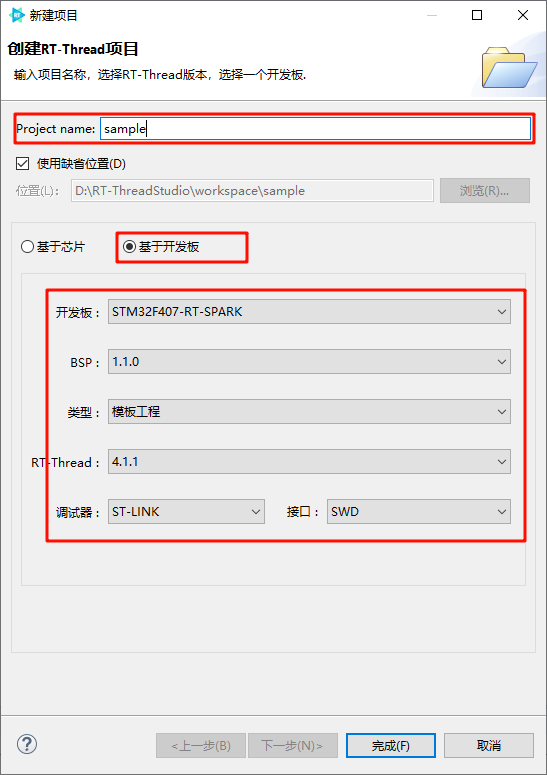 新建项目
创建RT-Thread项目
输入项目名称，选择RT-Thread版本，选择一个开发板.
Project name: sample
使用缺省位置(D)
位置(L)： D:\RT-ThreadStudio\workspace\sample 浏览(R)...
基于芯片 基于开发板
开发板： STM32F407-RT-SPARK
BSP： 1.1.0
类型： 模板工程
RT-Thread： 4.1.1
调试器： ST-LINK 接口： SWD
<上一步(B) 下一步(N)> 完成(F) 取消